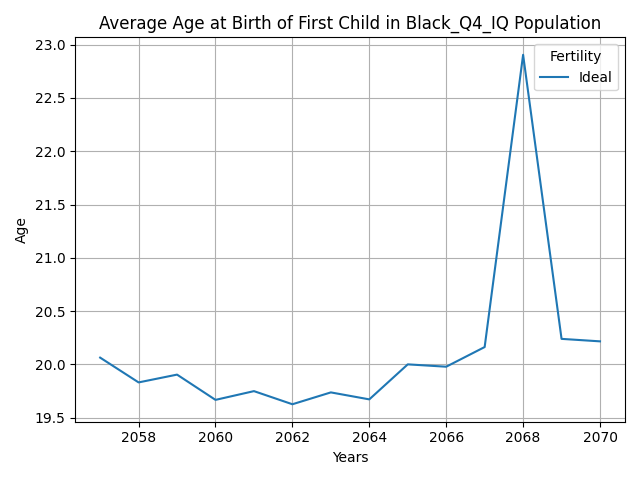 Average Age at Birth of First Child in Black_Q4_IQ Population
Fertility
Ideal
Age
23.0
22.5
22.0
21.5
21.0
20.5
20.0
19.5
2058 2060 2062 2064 2066 2068 2070
Years